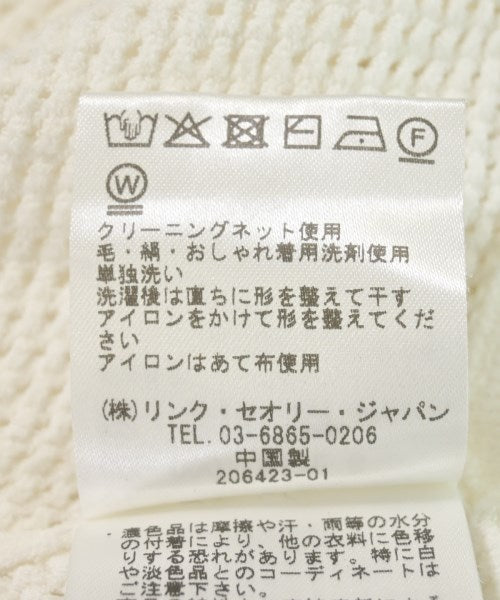 F
W
クリーニングネット使用
毛・絹・おしゃれ着用洗剤使用
単独洗い
洗濯後は直ちに形を整えて干す
アイロンをかけて形を整えてくだ
さい
アイロンはあて布使用
(株)リンク・セオリー・ジャパン
TEL.03-6865-0206
中国製
206423-01
濃色品は摩擦や汗・雨等の水分
の付着により、他の衣料に色移
りする恐れがあります。特に白
や淡色品とのコーディネートは
ご注意下さい。